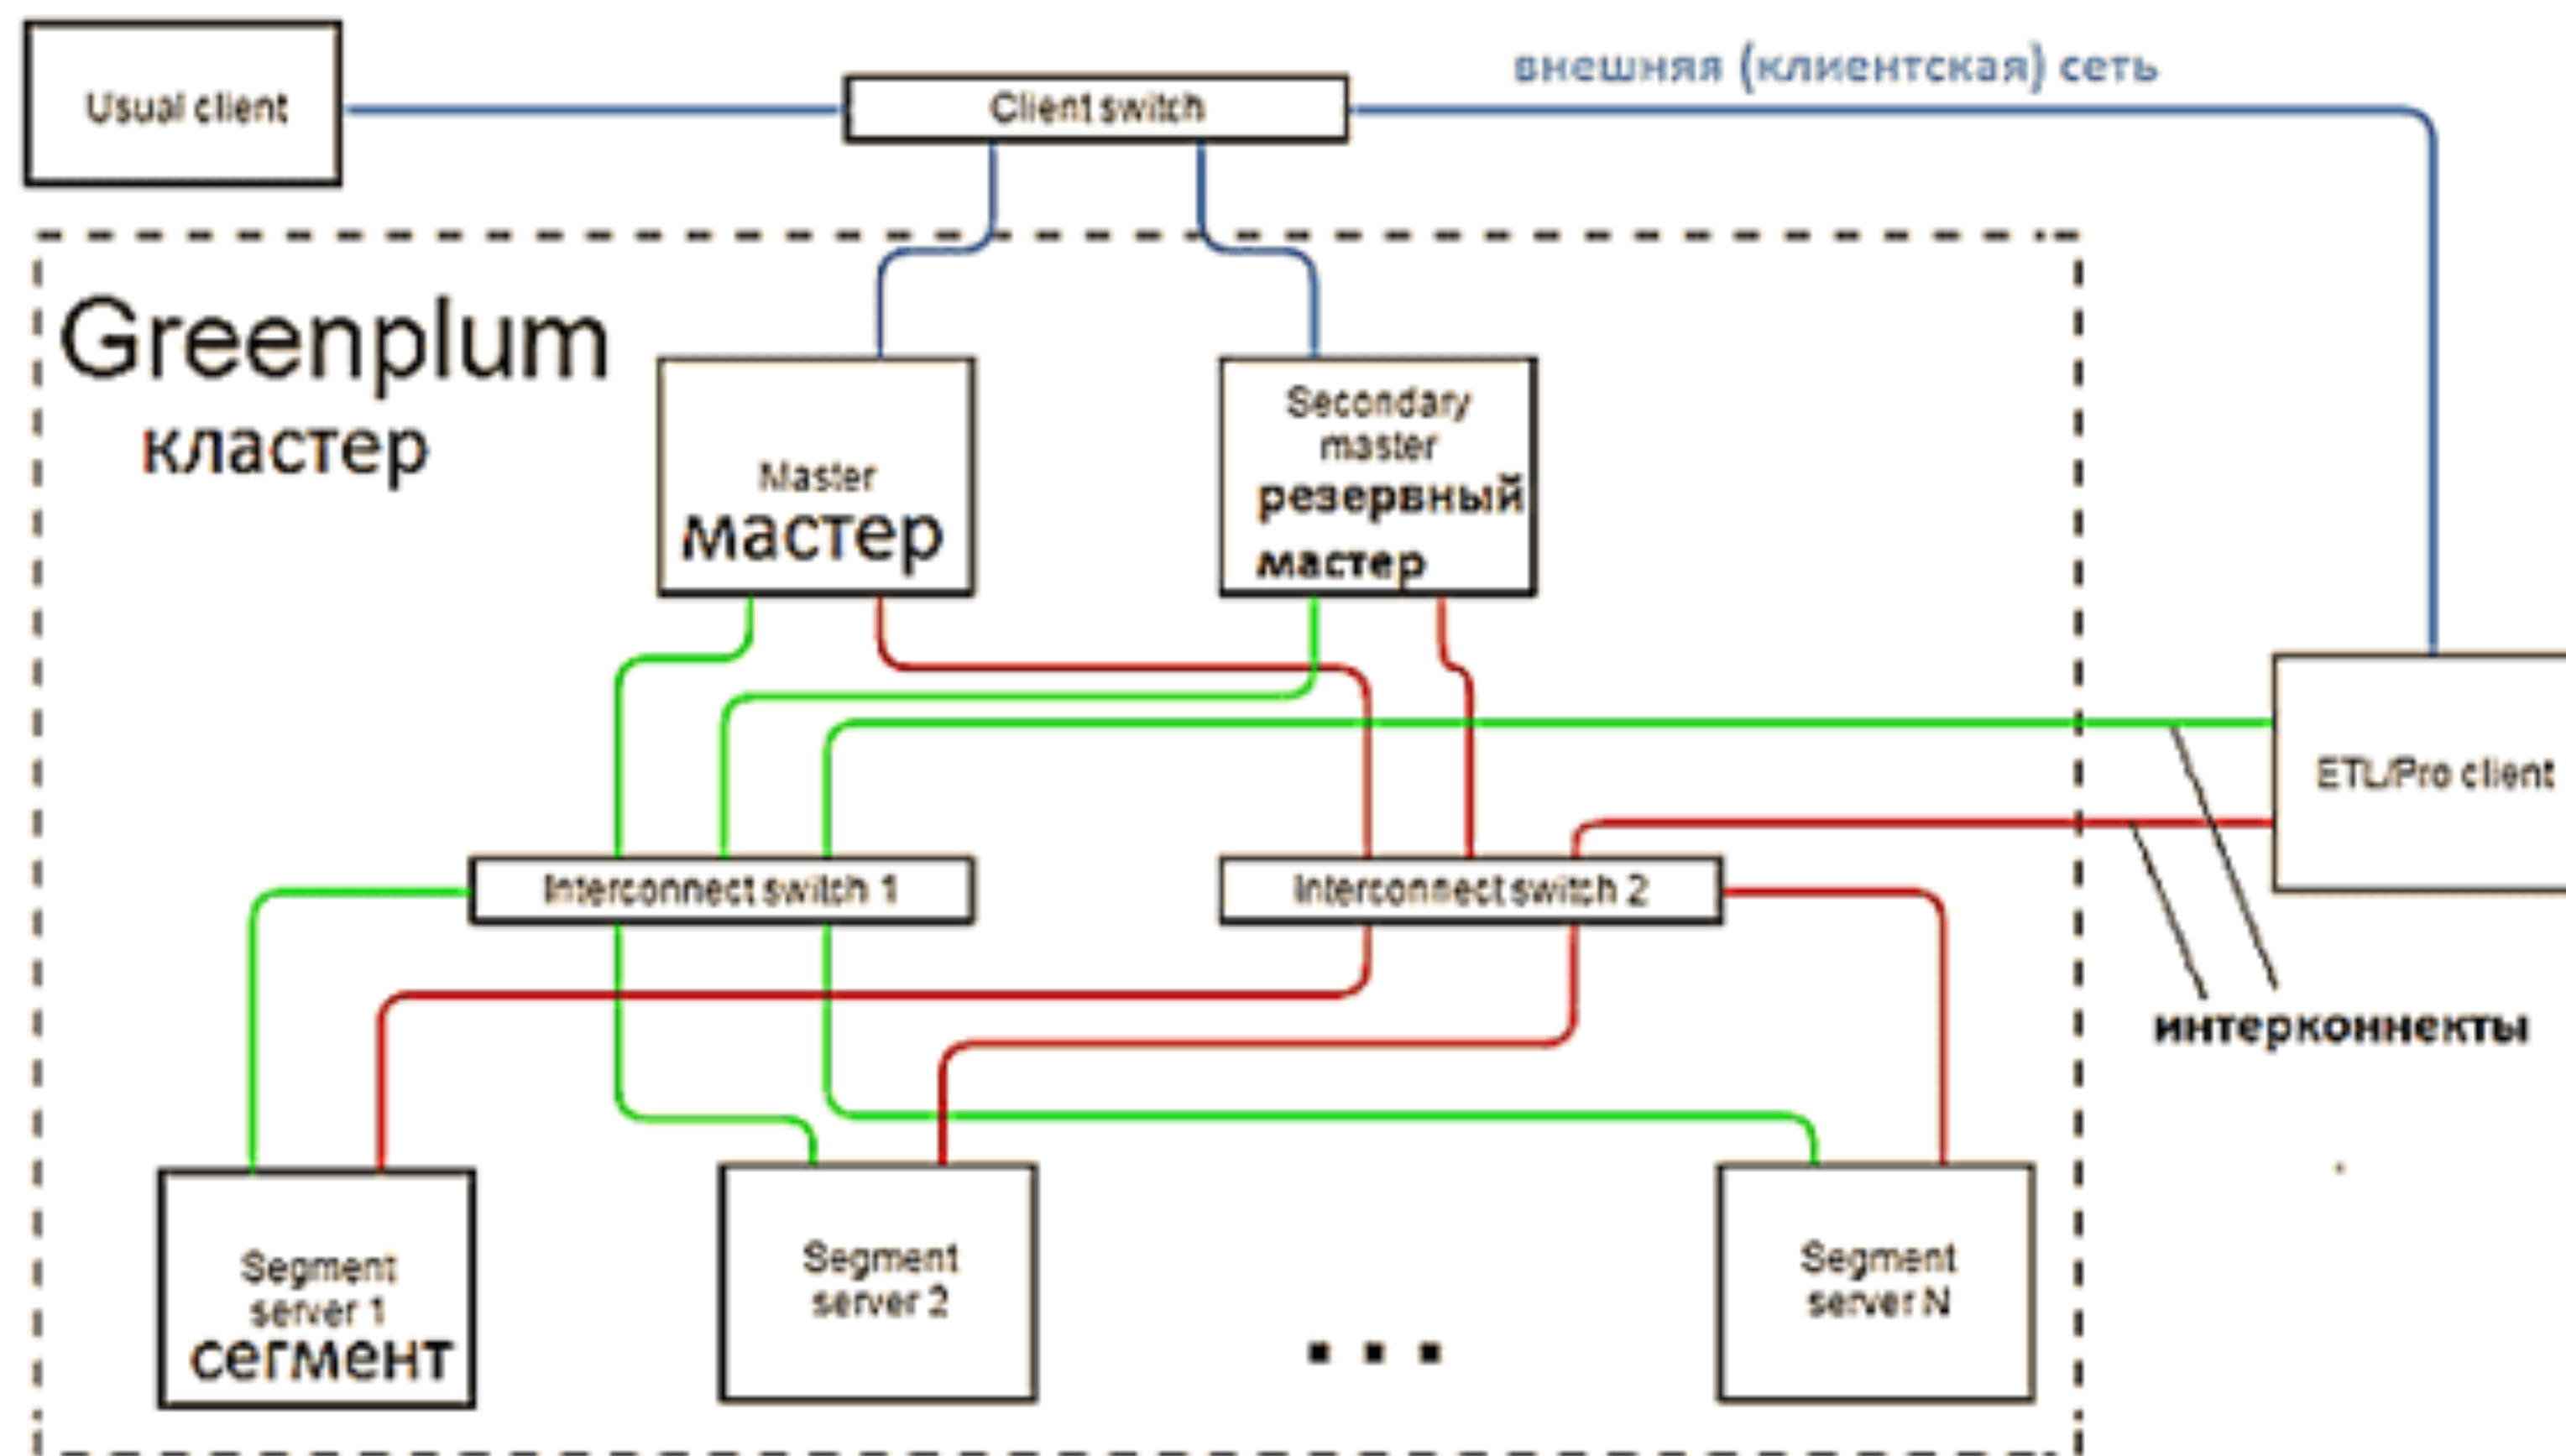 Usual client
Client switch
внешняя (клиентская) сеть
Greenplum
кластер
Master
мастер
Secondary
master
резервный
мастер
ETL/Pro client
Interconnect switch 1
Interconnect switch 2
интерконнекты
Segment
server 1
сегмент
Segment
server 2
. . .
Segment
server N